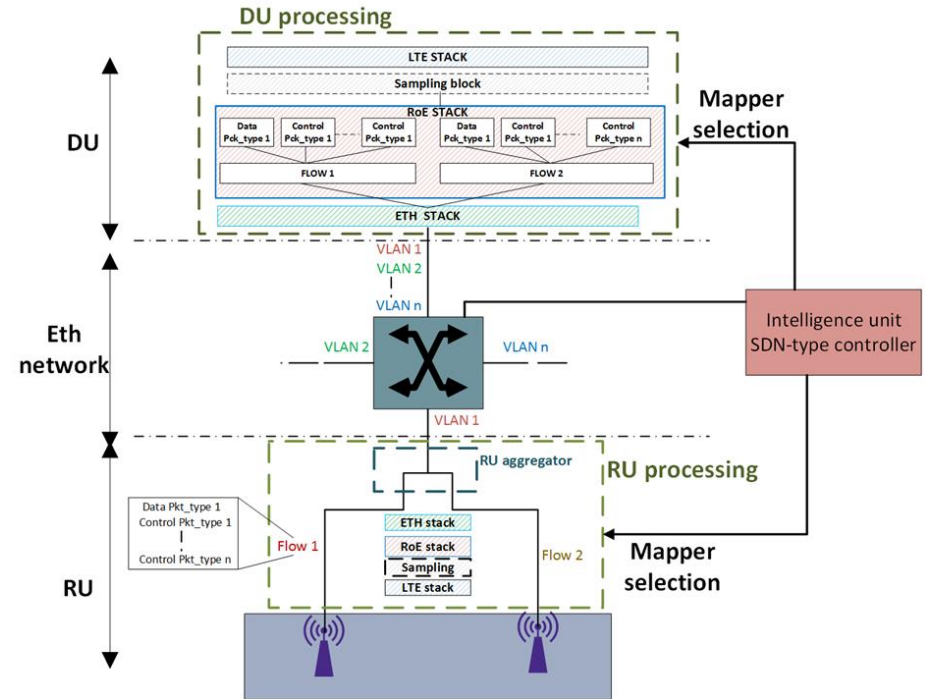 DU processing
LTE STACK
Sampling block
RoE STACK
Data
Pck_type 1
Control
Pck_type 1
Control
Pck_type 1
Data
Pck_type 1
Control
Pck_type 1
Control
Pck_type n
FLOW 1
FLOW 2
ETH STACK
DU
Mapper
selection
VLAN 1
VLAN 2
VLAN n
Eth
network
VLAN 2
VLAN n
Intelligence unit
SDN-type controller
VLAN 1
RU aggregator
RU processing
Data Pkt_type 1
Control Pkt_type 1
Control Pkt_type n
Flow 1
ETH stack
RoE stack
Sampling
LTE stack
Flow 2
Mapper
selection
RU